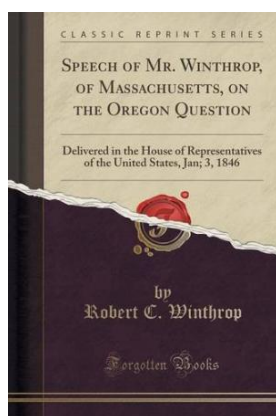 CLASSIC REPRINT SERIES
SPEECH OF MR. WINTHROP,
OF MASSACHUSETTS, ON
THE OREGON QUESTION
Delivered in the House of Representatives
of the United States, Jan; 3, 1846
by
Robert C. Winthrop
Forgotten Books